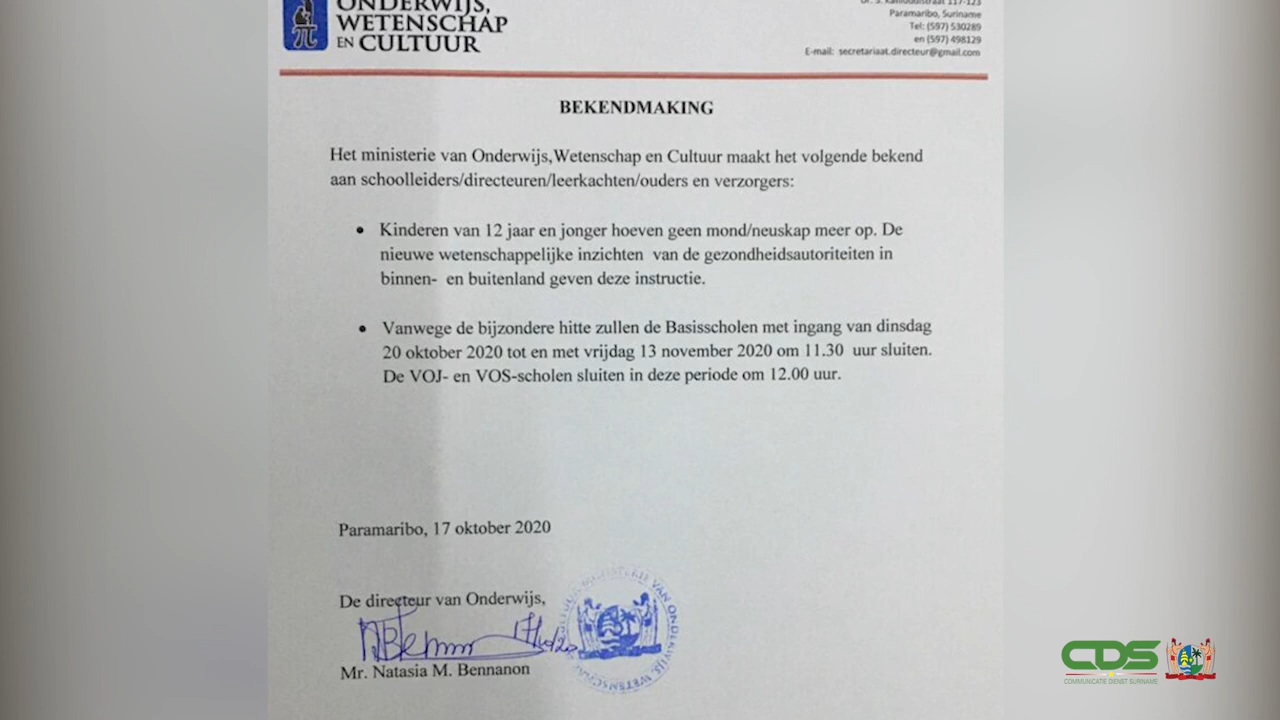 ONDERWIJS,
WETENSCHAP
EN CULTUUR
117-123
Paramaribo, Suriname
Tel: (597) 530289
en (597) 498129
E-mail: secretariaat.directeur@gmail.com
BEKENDMAKING
Het ministerie van Onderwijs,Wetenschap en Cultuur maakt het volgende bekend
aan schoolleiders/directeuren/leerkachten/ouders en verzorgers:
• Kinderen van 12 jaar en jonger hoeven geen mond/neuskap meer op. De
nieuwe wetenschappelijke inzichten van de gezondheidsautoriteiten in
binnen- en buitenland geven deze instructie.
• Vanwege de bijzondere hitte zullen de Basisscholen met ingang van dinsdag
20 oktober 2020 tot en met vrijdag 13 november 2020 om 11.30 uur sluiten.
De VOJ- en VOS-scholen sluiten in deze periode om 12.00 uur.
Paramaribo, 17 oktober 2020
De directeur van Onderwijs,
Mr. Natasia M. Bennanon
VAN ONDERWIJS, WETENSCHAP
CDS
COMMUNICATIE DIENST SURINAME